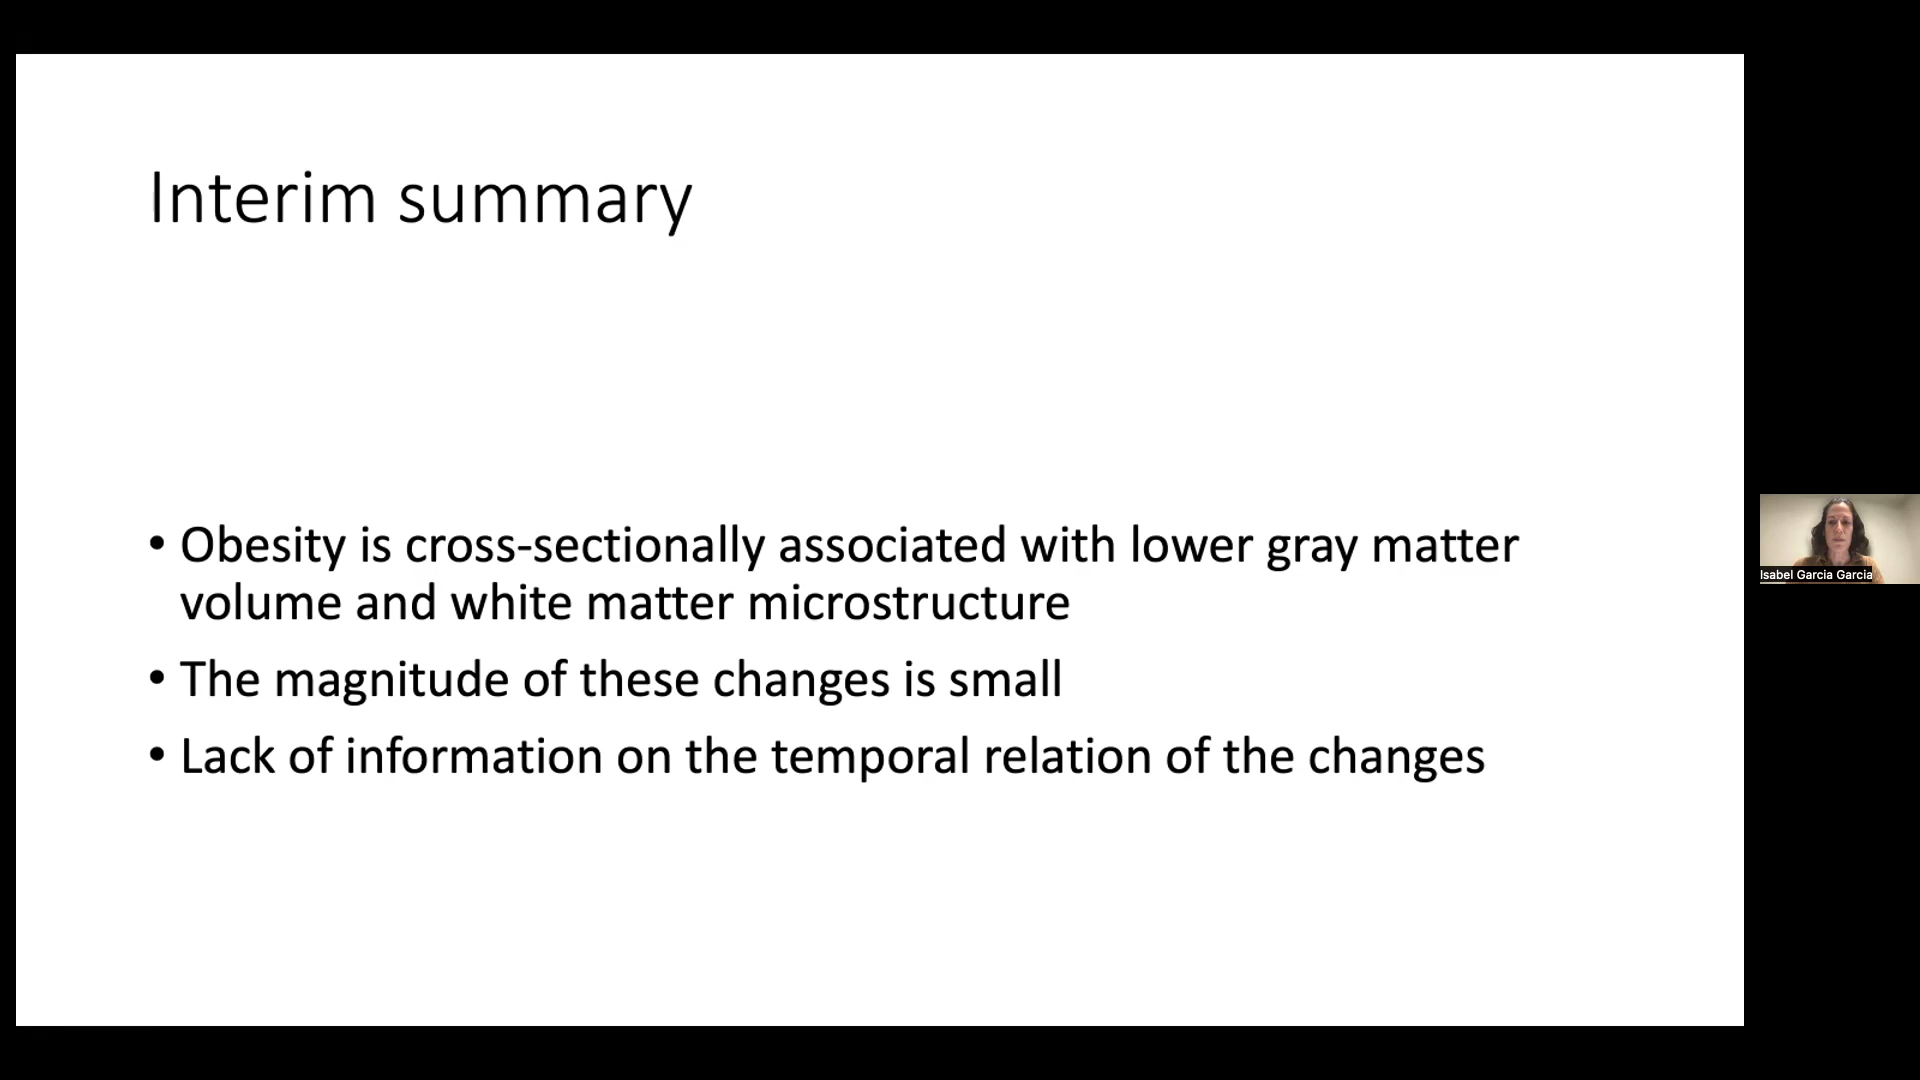 Interim summary
• Obesity is cross-sectionally associated with lower gray matter
volume and white matter microstructure
• The magnitude of these changes is small
• Lack of information on the temporal relation of the changes
Isabel Garcia Garcia